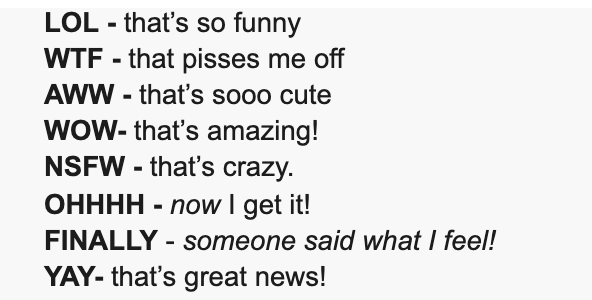 LOL - that’s so funny
WTF - that pisses me off
AWW - that’s sooo cute
WOW- that’s amazing!
NSFW - that’s crazy.
OHHHH - now I get it!
FINALLY - someone said what I feel!
YAY- that’s great news!